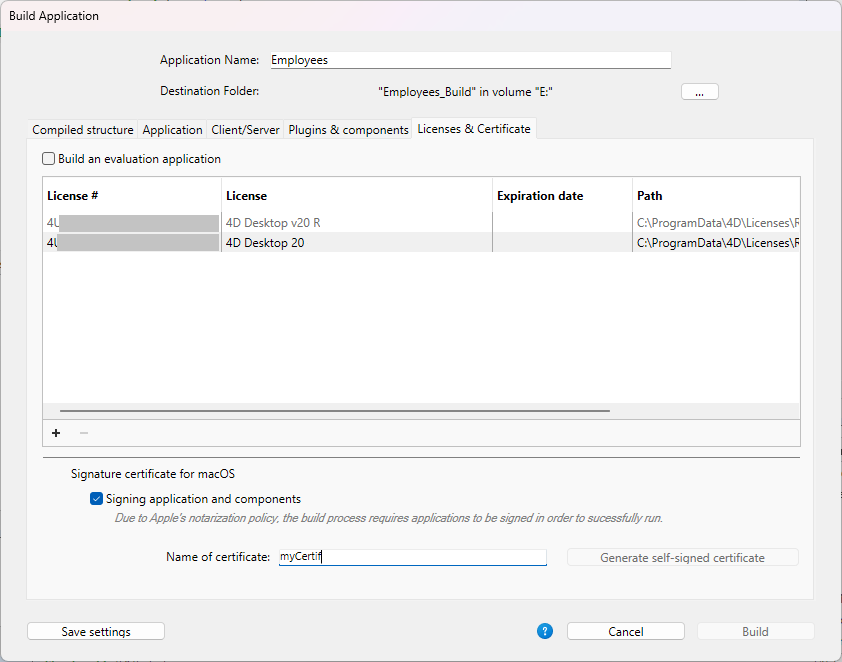 Build Application
Application Name: Employees
Destination Folder: "Employees_Build" in volume "E:" ...
Compiled structure Application Client/Server Plugins & components Licenses & Certificate
Build an evaluation application
License # License Expiration date Path
4U 4D Desktop v20 R C:\ProgramData\4D\Licenses\R
4U 4D Desktop 20 C:\ProgramData\4D\Licenses\R
+ −
Signature certificate for macOS
Signing application and components
Due to Apple's notarization policy, the build process requires applications to be signed in order to sucessfully run.
Name of certificate: myCertif Generate self-signed certificate
Save settings ? Cancel Build